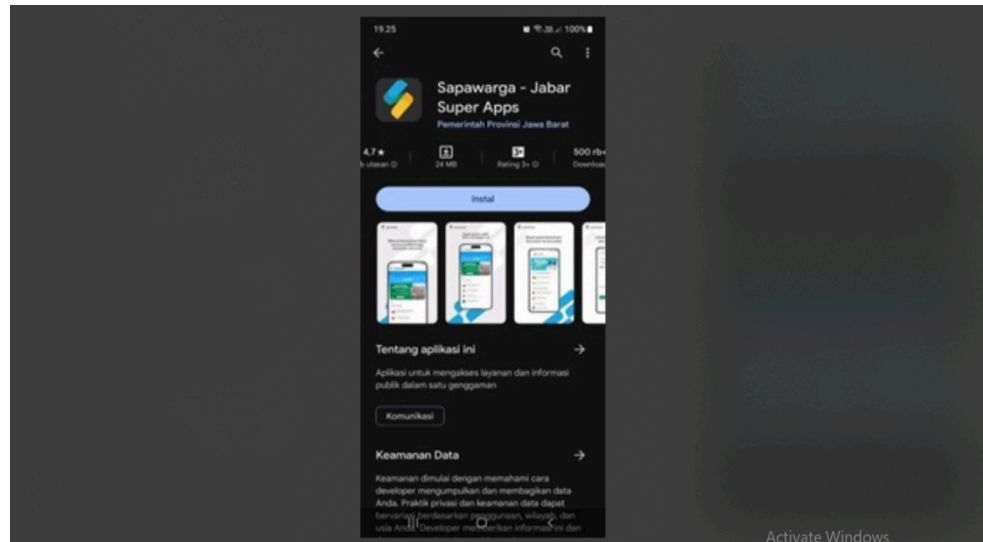 19.25
100%
Sapawarga - Jabar
Super Apps
Pemerintah Provinsi Jawa Barat
4,7★
ulasan
24 MB
3+
Rating 3+
500 rb+
Download
Instal
Tentang aplikasi ini
Aplikasi untuk mengakses layanan dan informasi
publik dalam satu genggaman
Komunikasi
Keamanan Data
Keamanan dimulai dengan memahami cara
developer mengumpulkan dan membagikan data
Anda. Praktik privasi dan keamanan data dapat
bervariasi berdasarkan penggunaan, wilayah, dan
usia Anda. Developer memberikan informasi ini dan
Activate Windows